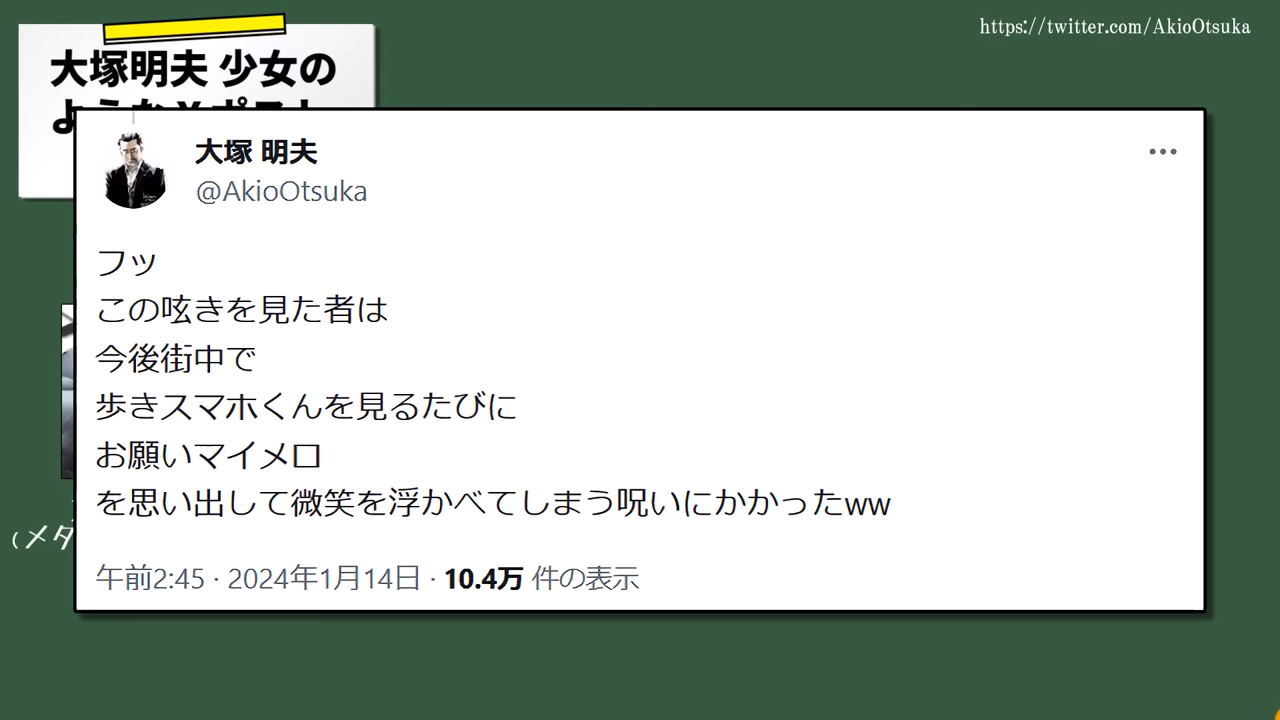 https://twitter.com/AkioOtsuka
大塚明夫 少女の
大塚 明夫
@AkioOtsuka
フッ
この呟きを見た者は
今後街中で
歩きスマホくんを見るたびに
お願いマイメロ
を思い出して微笑を浮かべてしまう呪いにかかったww
午前2:45 · 2024年1月14日 · 10.4万 件の表示
(メタ